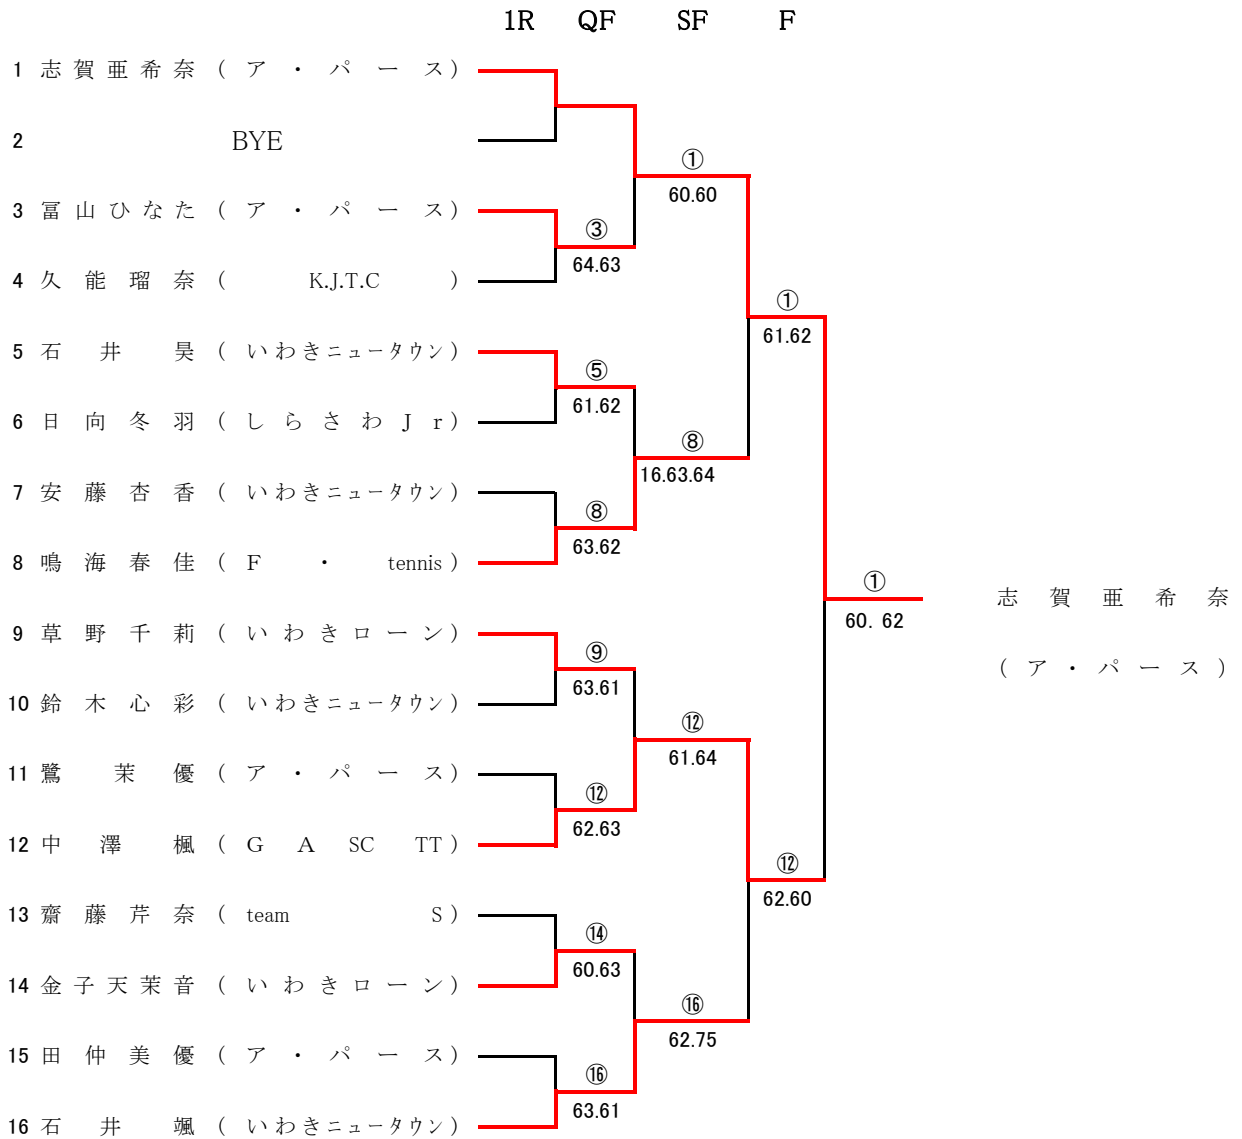 1R QF SF F
1 志賀亜希奈 (ア・パース)
2 BYE
①
60.60
3 冨山ひなた (ア・パース)
③
64.63
4 久能瑠奈 (K.J.T.C)
①
61.62
5 石井昊 (いわきニュータウン)
⑤
61.62
6 日向冬羽 (しらさわJr)
⑧
16.63.64
7 安藤杏香 (いわきニュータウン)
⑧
63.62
8 鳴海春佳 (F・tennis)
①
60. 62
志賀亜希奈
(ア・パース)
9 草野千莉 (いわきローン)
⑨
63.61
10 鈴木心彩 (いわきニュータウン)
⑫
61.64
11 鷺茉優 (ア・パース)
⑫
62.63
12 中澤楓 (GA SC TT)
⑫
62.60
13 齋藤芹奈 (team S)
⑭
60.63
14 金子天茉音 (いわきローン)
⑯
62.75
15 田仲美優 (ア・パース)
⑯
63.61
16 石井颯 (いわきニュータウン)